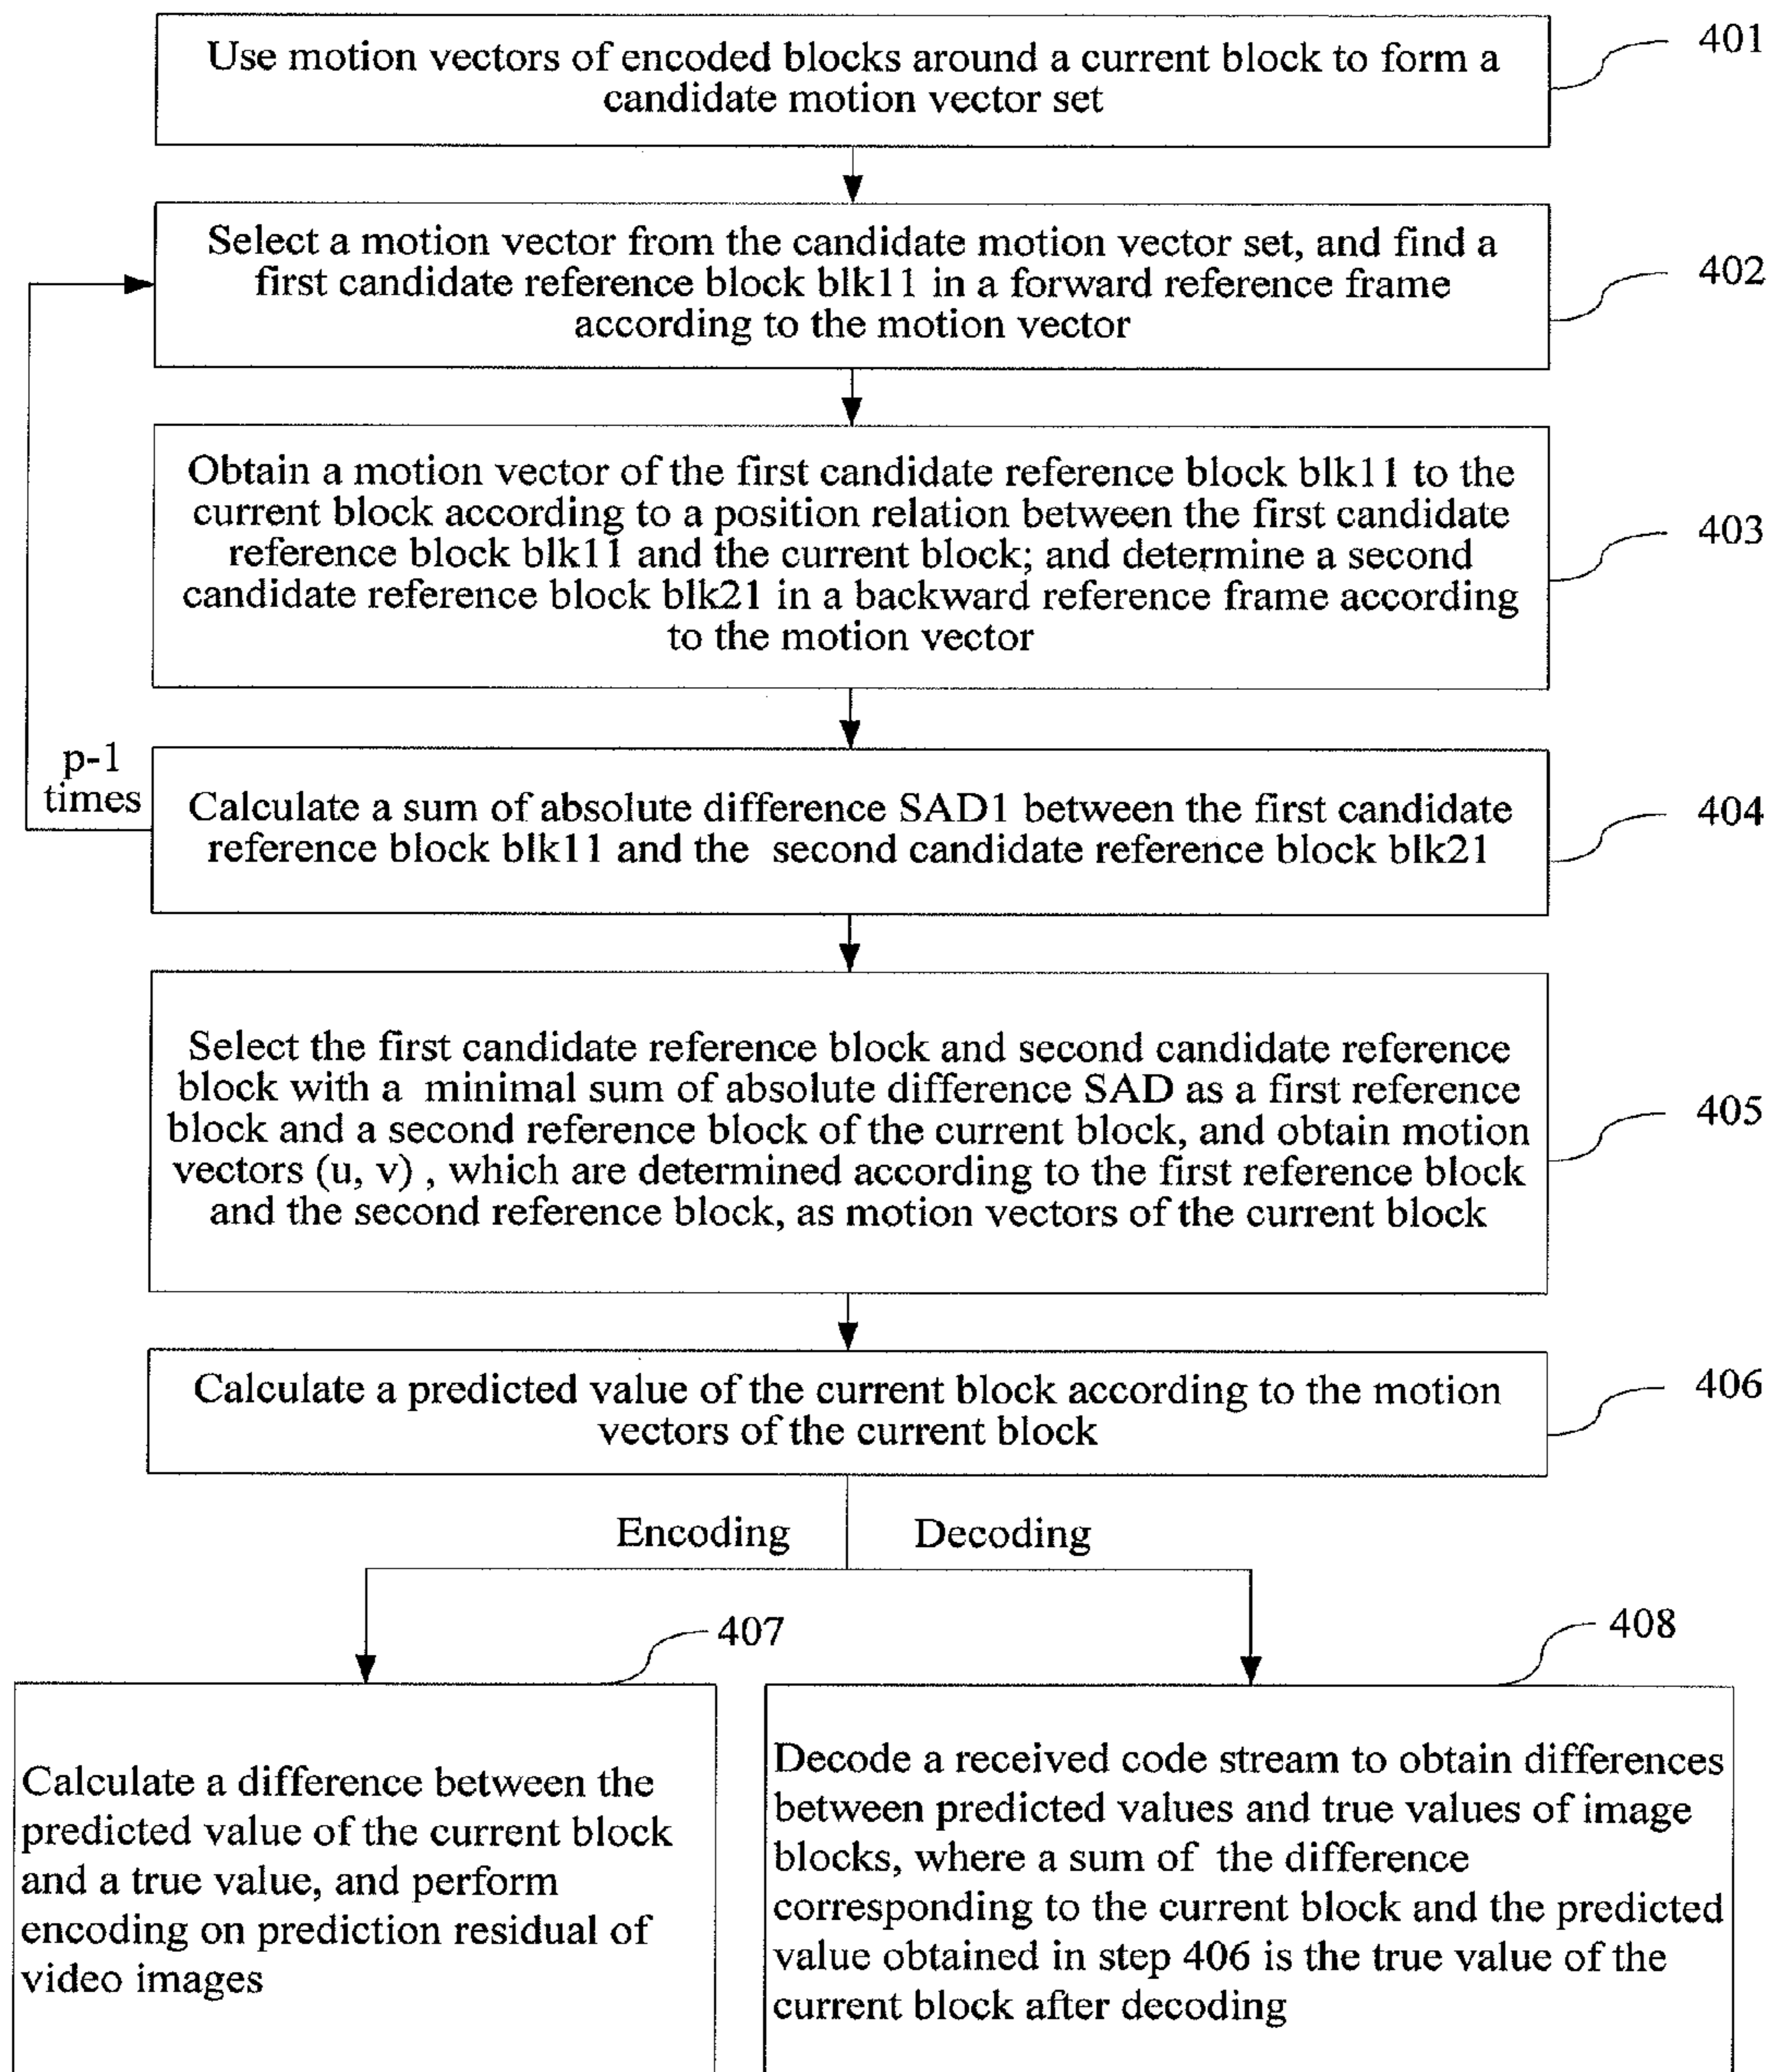 Use motion vectors of encoded blocks around a current block to form a
candidate motion vector set
401
Select a motion vector from the candidate motion vector set, and find a
first candidate reference block blk11 in a forward reference frame
according to the motion vector
402
Obtain a motion vector of the first candidate reference block blk11 to the
current block according to a position relation between the first candidate
reference block blk11 and the current block; and determine a second
candidate reference block blk21 in a backward reference frame according
to the motion vector
403
p-1
times
Calculate a sum of absolute difference SAD1 between the first candidate
reference block blk11 and the second candidate reference block blk21
404
Select the first candidate reference block and second candidate reference
block with a minimal sum of absolute difference SAD as a first reference
block and a second reference block of the current block, and obtain motion
vectors (u, v) , which are determined according to the first reference block
and the second reference block, as motion vectors of the current block
405
Calculate a predicted value of the current block according to the motion
vectors of the current block
406
Encoding
Decoding
407
Calculate a difference between the
predicted value of the current block
and a true value, and perform
encoding on prediction residual of
video images
408
Decode a received code stream to obtain differences
between predicted values and true values of image
blocks, where a sum of the difference
corresponding to the current block and the predicted
value obtained in step 406 is the true value of the
current block after decoding